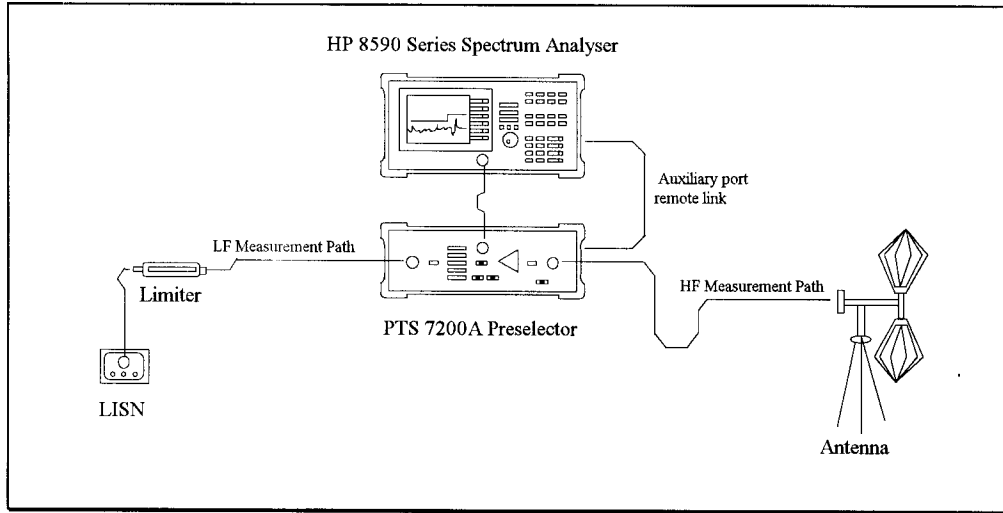 HP 8590 Series Spectrum Analyser
Auxiliary port
remote link
LF Measurement Path
Limiter
HF Measurement Path
PTS 7200A Preselector
LISN
Antenna